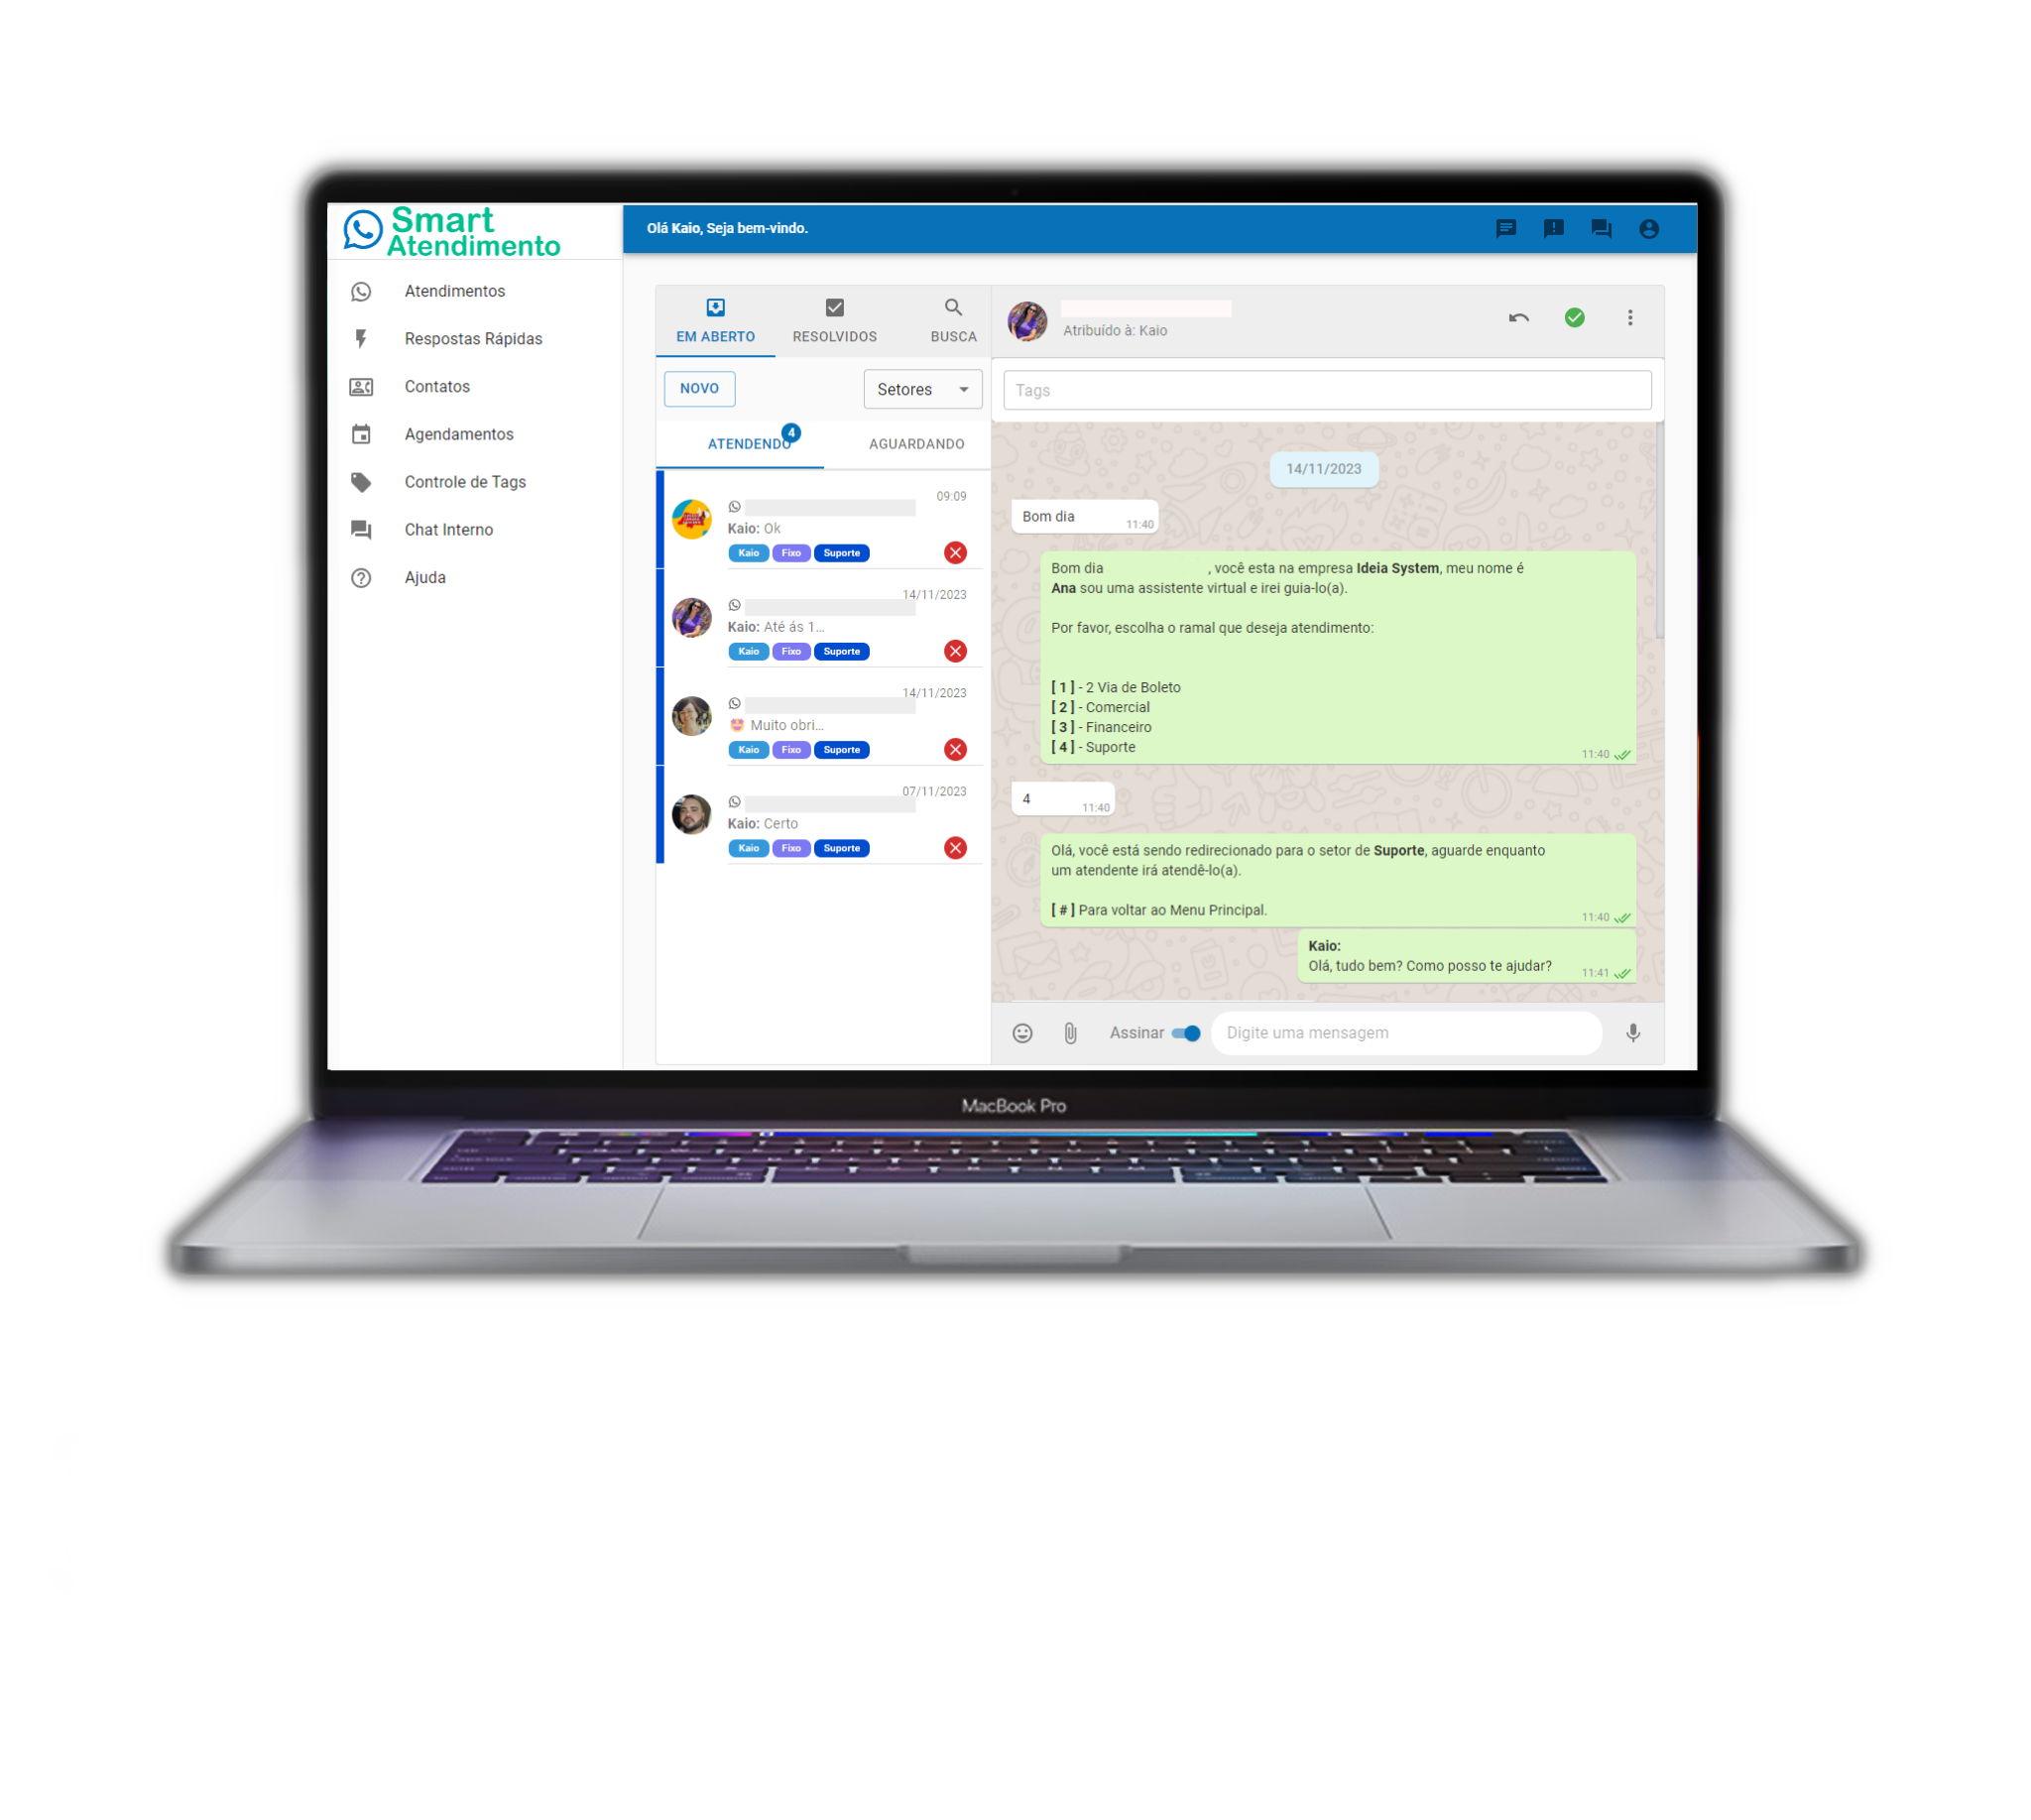 Smart
Atendimento
Olá Kaio, Seja bem-vindo.
Atendimentos
Respostas Rápidas
Contatos
Agendamentos
Controle de Tags
Chat Interno
Ajuda
EM ABERTO
RESOLVIDOS
BUSCA
NOVO
Setores
ATENDENDO
4
AGUARDANDO
09:09
Kaio: Ok
Kaio Fixo Suporte
14/11/2023
Kaio: Até ás 1...
Kaio Fixo Suporte
14/11/2023
🤩 Muito obri...
Kaio Fixo Suporte
07/11/2023
Kaio: Certo
Kaio Fixo Suporte
Atribuído à: Kaio
Tags
14/11/2023
Bom dia 11:40
Bom dia , você esta na empresa Ideia System, meu nome é
Ana sou uma assistente virtual e irei guia-lo(a).
Por favor, escolha o ramal que deseja atendimento:
[ 1 ] - 2 Via de Boleto
[ 2 ] - Comercial
[ 3 ] - Financeiro
[ 4 ] - Suporte
11:40
4 11:40
Olá, você está sendo redirecionado para o setor de Suporte, aguarde enquanto
um atendente irá atendê-lo(a).
[ # ] Para voltar ao Menu Principal.
11:40
Kaio:
Olá, tudo bem? Como posso te ajudar? 11:41
Assinar
Digite uma mensagem
MacBook Pro